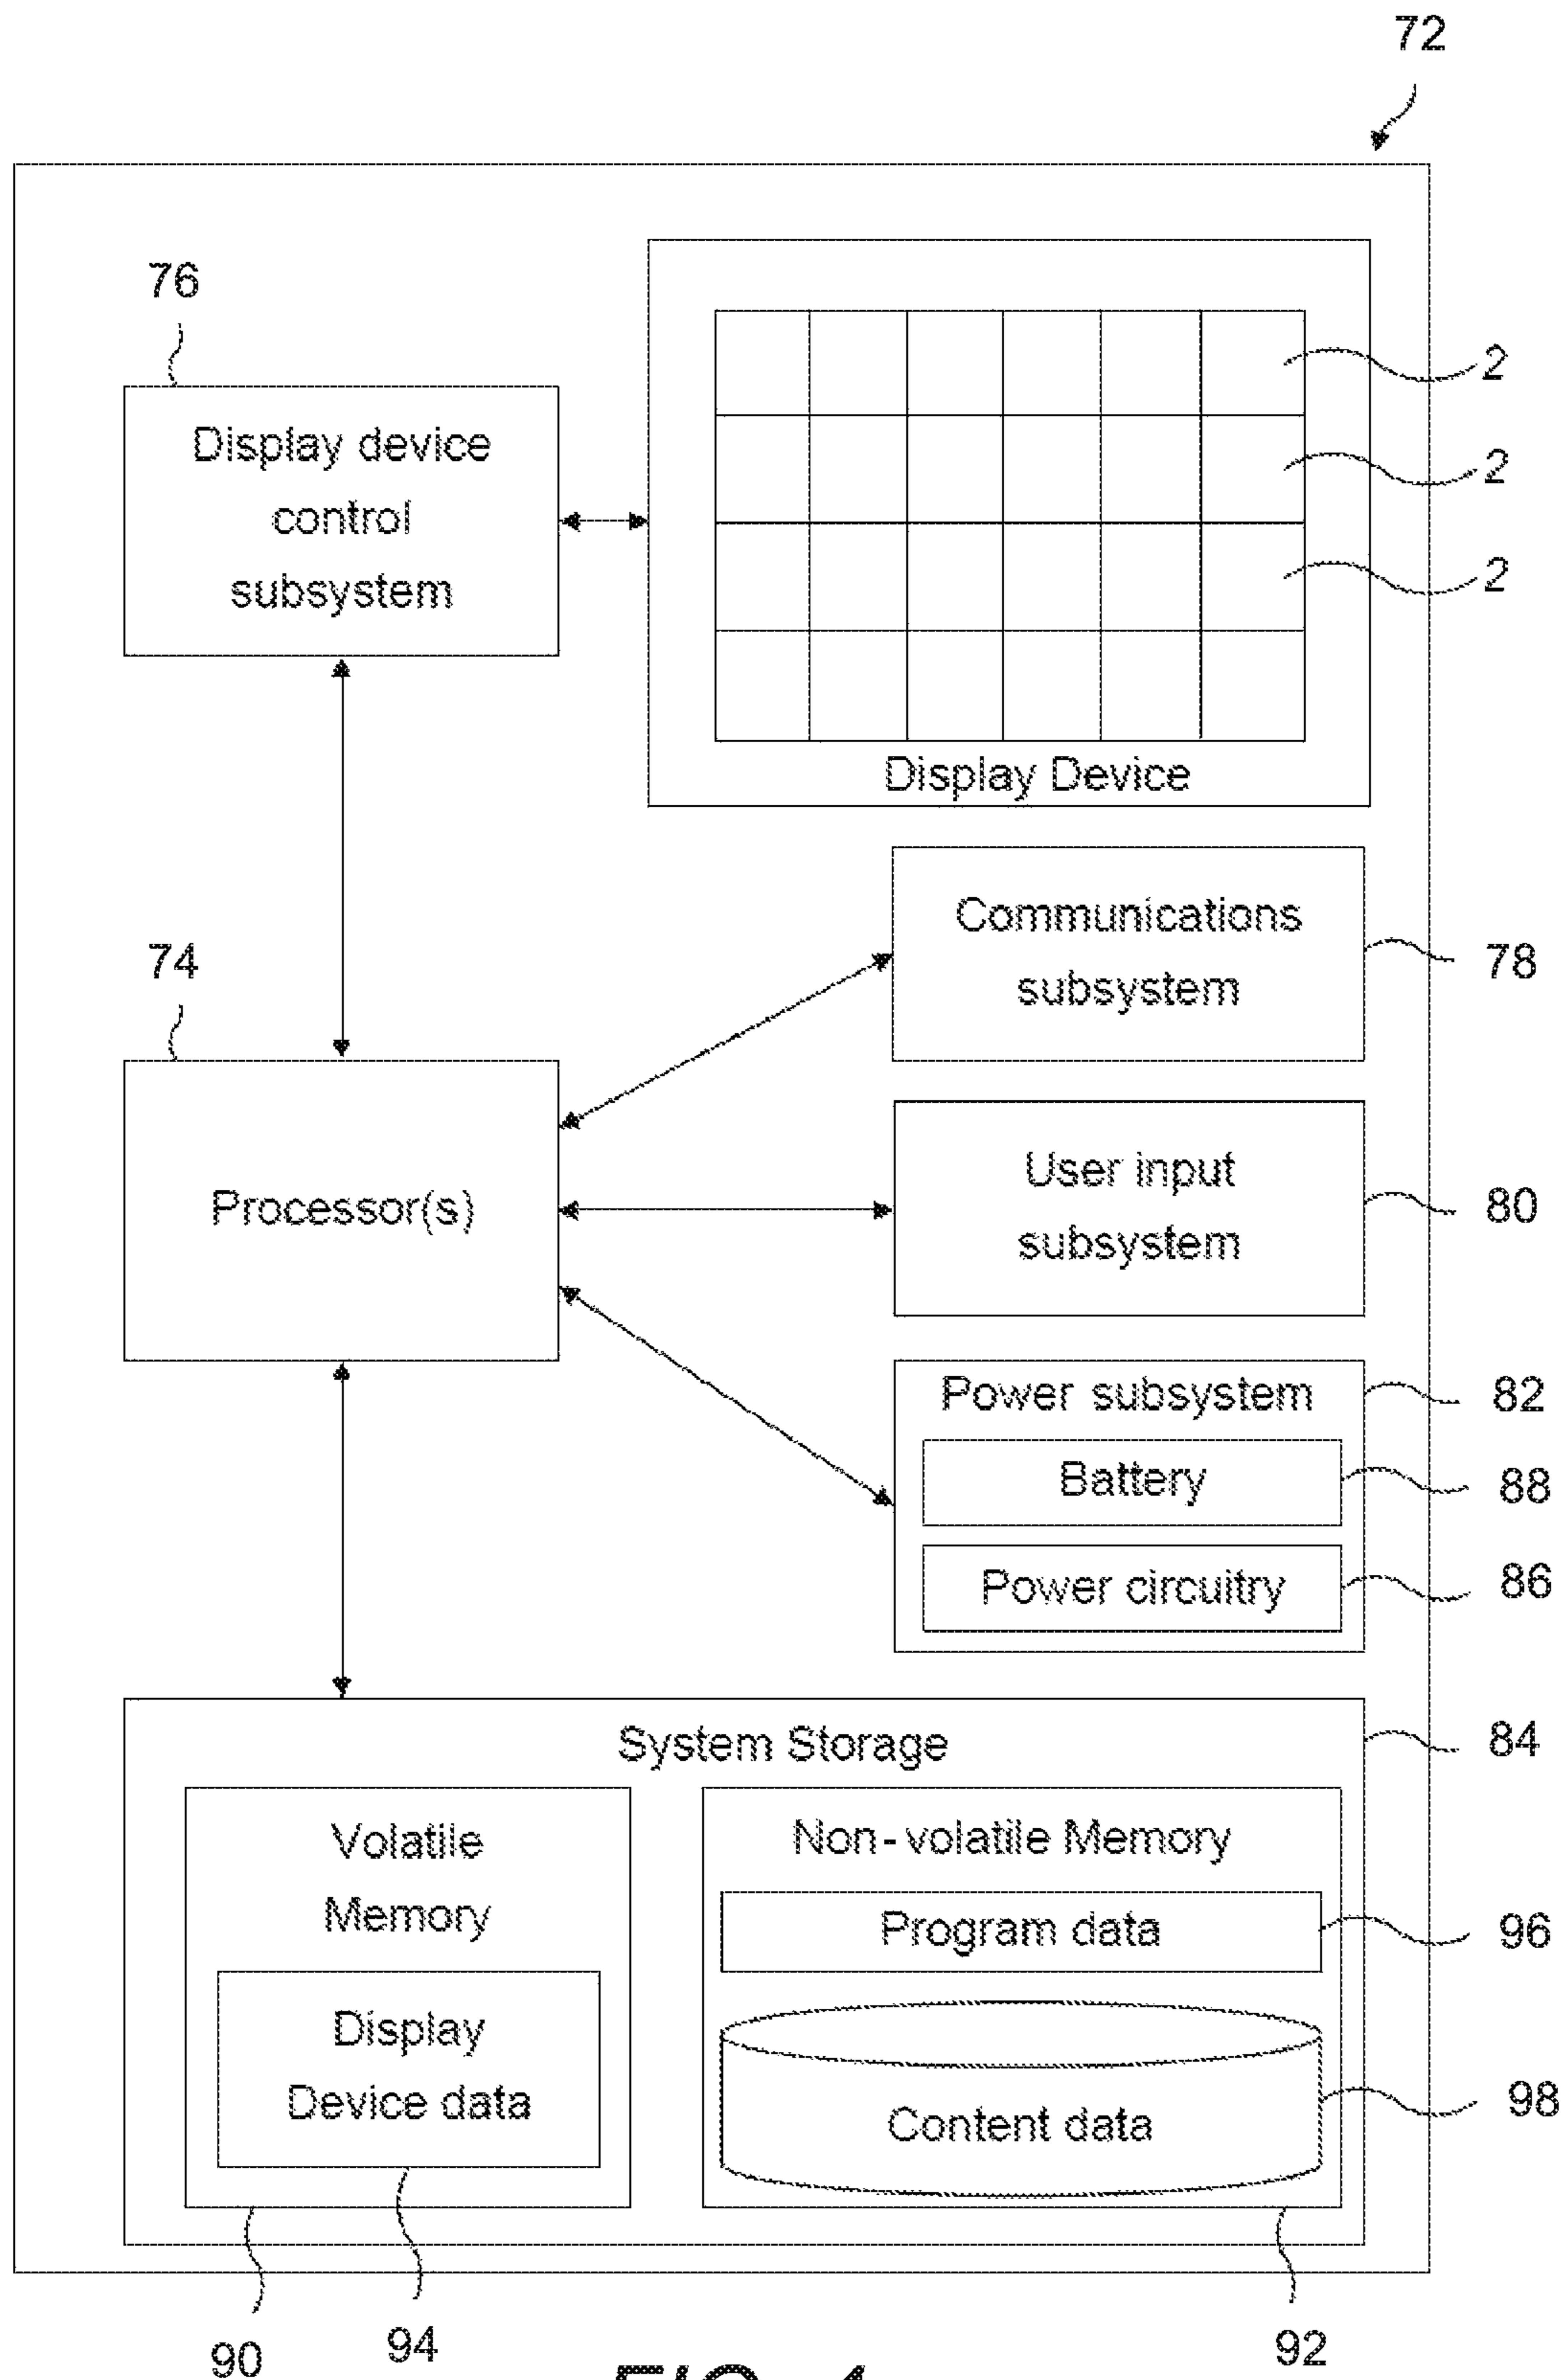 72
76
Display device
control
subsystem
2
2
2
Display Device
Communications
subsystem
78
74
Processor(s)
User input
subsystem
80
Power subsystem
82
Battery
88
Power circuitry
86
System Storage
84
Volatile
Memory
Non-volatile Memory
Program data
96
Display
Device data
Content data
98
90
94
92